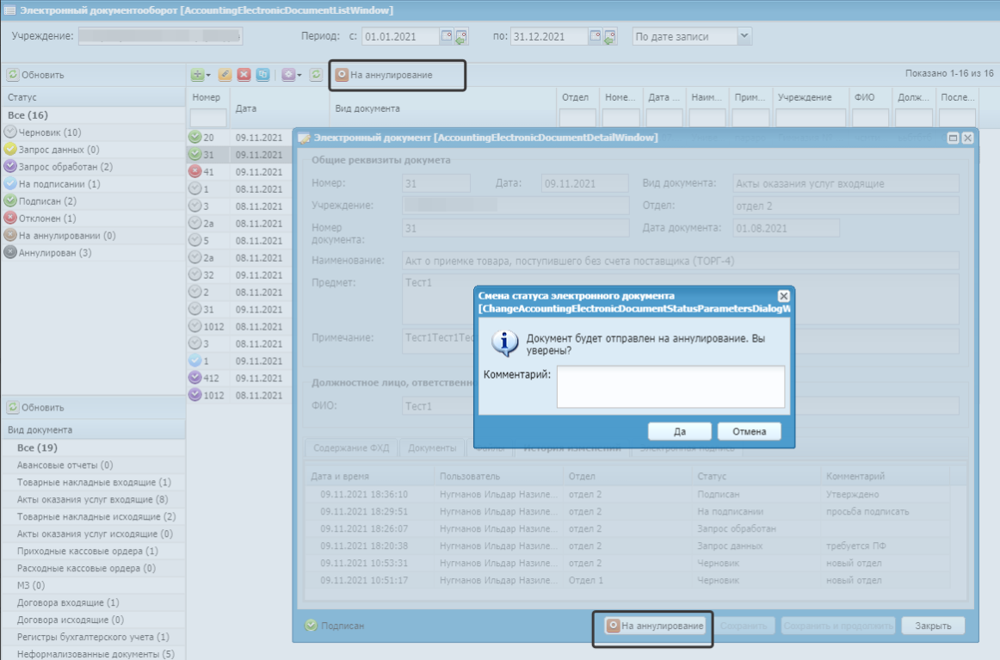 Электронный документооборот [AccountingElectronicDocumentListWindow]
Учреждение: Период: с: 01.01.2021 по: 31.12.2021 По дате записи
Обновить На аннулирование Показано 1-16 из 16
Статус
Все (16)
Черновик (10)
Запрос данных (0)
Запрос обработан (2)
На подписании (1)
Подписан (2)
Отклонен (1)
На аннулировании (0)
Аннулирован (3)
Обновить
Вид документа
Все (19)
Авансовые отчеты (0)
Товарные накладные входящие (1)
Акты оказания услуг входящие (8)
Товарные накладные исходящие (2)
Акты оказания услуг исходящие (0)
Приходные кассовые ордера (1)
Расходные кассовые ордера (0)
МЗ (0)
Договора входящие (1)
Договора исходящие (0)
Регистры бухгалтерского учета (1)
Неформализованные документы (5)
Номер Дата Вид документа Отдел Номе... Дата ... Наим... Прим... Учреждение ФИО Долж... После...
20 09.11.2021
31 09.11.2021
41 09.11.2021
1 08.11.2021
3 08.11.2021
2а 08.11.2021
5 08.11.2021
2а 08.11.2021
32 09.11.2021
2 08.11.2021
31 09.11.2021
1012 08.11.2021
3 09.11.2021
1 09.11.2021
412 09.11.2021
1012 08.11.2021
Электронный документ [AccountingElectronicDocumentDetailWindow]
Общие реквизиты докумета
Номер: 31 Дата: 09.11.2021 Вид документа: Акты оказания услуг входящие
Учреждение: Отдел: отдел 2
Номер документа: 31 Дата документа: 01.08.2021
Наименование: Акт о приемке товара, поступившего без счета поставщика (ТОРГ-4)
Предмет: Тест1
Примечание: Тест1Тест1Тес
Должностное лицо, ответственн
ФИО: Тест1
Содержание ФХД Документы Файлы История изменений Электронная подпись
Дата и время Пользователь Отдел Статус Комментарий
09.11.2021 18:36:10 Нугманов Ильдар Назиле... отдел 2 Подписан Утверждено
09.11.2021 18:29:51 Нугманов Ильдар Назиле... отдел 2 На подписании просьба подписать
09.11.2021 18:26:07 Нугманов Ильдар Назиле... отдел 2 Запрос обработан
09.11.2021 18:20:38 Нугманов Ильдар Назиле... отдел 2 Запрос данных требуется ПФ
09.11.2021 10:53:31 Нугманов Ильдар Назиле... отдел 2 Черновик новый отдел
09.11.2021 10:51:17 Нугманов Ильдар Назиле... Отдел 1 Черновик новый отдел
Подписан На аннулирование Сохранить Сохранить и продолжить Закрыть
Смена статуса электронного документа
[ChangeAccountingElectronicDocumentStatusParametersDialogW
Документ будет отправлен на аннулирование. Вы
уверены?
Комментарий:
Да Отмена